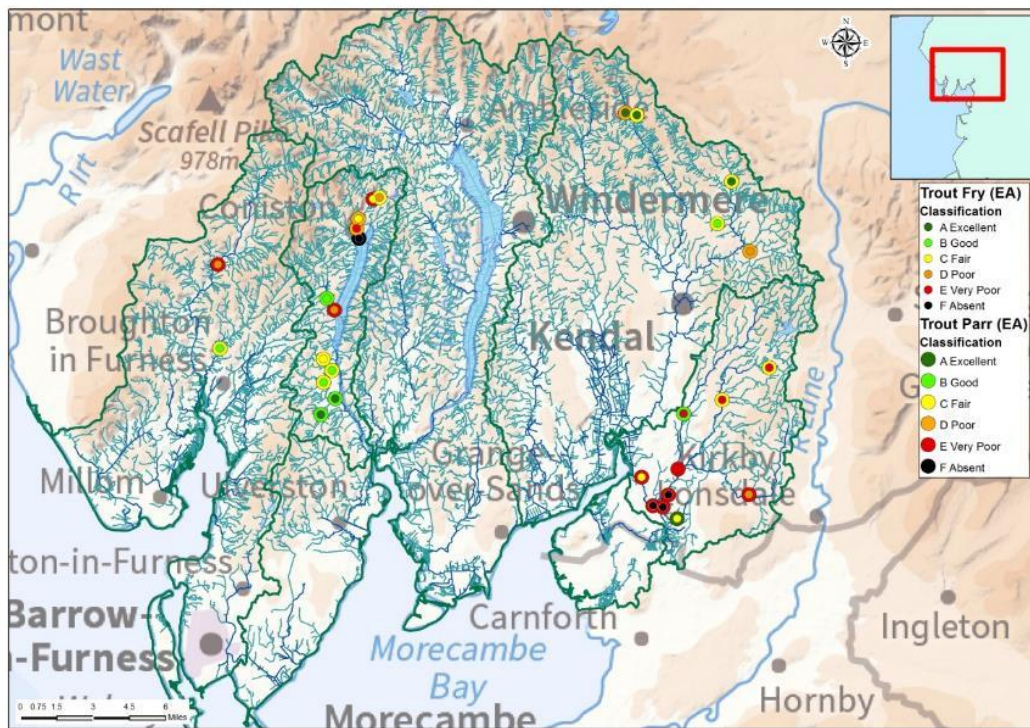 mont
Wast
Water
Scafell Pike
978m
R Irt
Ambleside
Coniston
Windermere
Broughton
in Furness
Kendal
Millom
Ulverston
Grange-
over Sands
Kirkby
Lonsdale
R Lune
S
G
ton-in-Furness
Barrow-
n-Furness
Carnforth
Morecambe
Bay
Morecambe
Ingleton
Hornby
N
W E
S
Trout Fry (EA)
Classification
A Excellent
B Good
C Fair
D Poor
E Very Poor
F Absent
Trout Parr (EA)
Classification
A Excellent
B Good
C Fair
D Poor
E Very Poor
F Absent
0 0.75 1.5 3 4.5 6
Miles